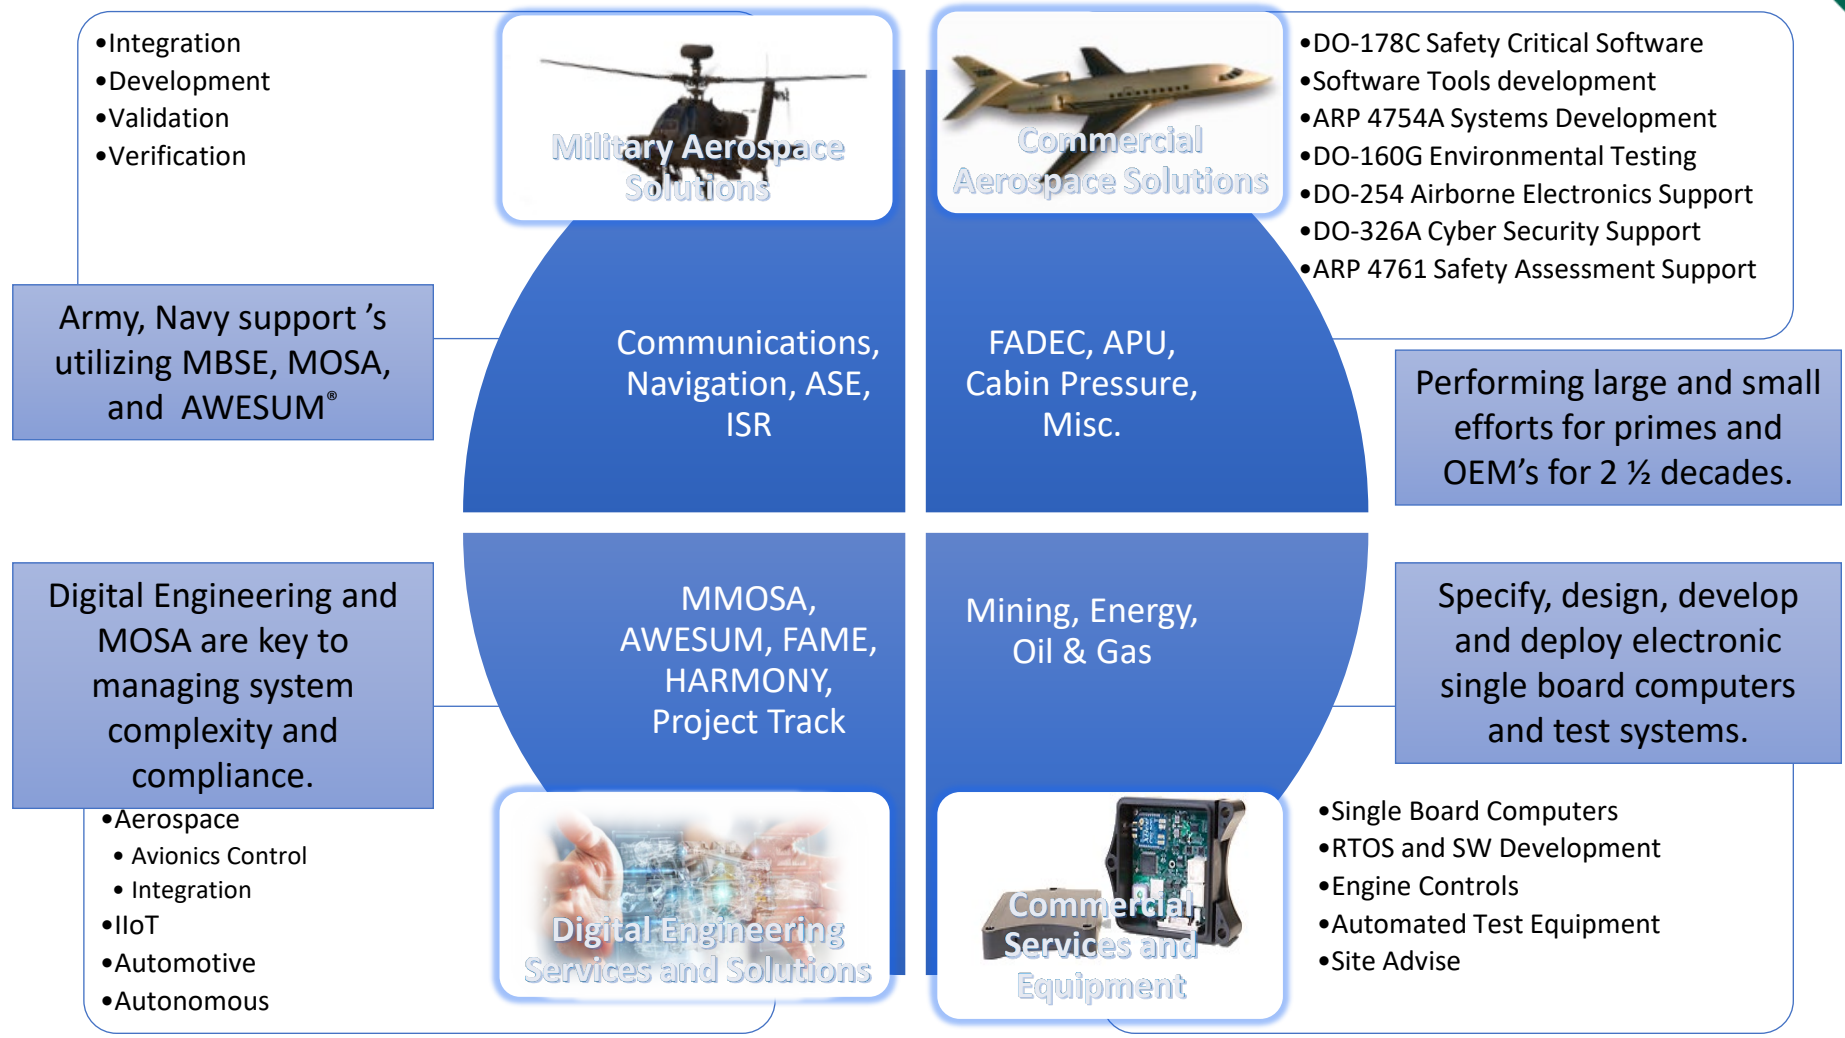 •Integration
•Development
•Validation
•Verification
Military Aerospace
Solutions
Commercial
Aerospace Solutions
•DO-178C Safety Critical Software
•Software Tools development
•ARP 4754A Systems Development
•DO-160G Environmental Testing
•DO-254 Airborne Electronics Support
•DO-326A Cyber Security Support
•ARP 4761 Safety Assessment Support
Army, Navy support ’s
utilizing MBSE, MOSA,
and AWESUM®
Communications,
Navigation, ASE,
ISR
FADEC, APU,
Cabin Pressure,
Misc.
Performing large and small
efforts for primes and
OEM’s for 2 ½ decades.
Digital Engineering and
MOSA are key to
managing system
complexity and
compliance.
MMOSA,
AWESUM, FAME,
HARMONY,
Project Track
Mining, Energy,
Oil & Gas
Specify, design, develop
and deploy electronic
single board computers
and test systems.
•Aerospace
• Avionics Control
• Integration
•IIoT
•Automotive
•Autonomous
Digital Engineering
Services and Solutions
Commercial
Services and
Equipment
•Single Board Computers
•RTOS and SW Development
•Engine Controls
•Automated Test Equipment
•Site Advise